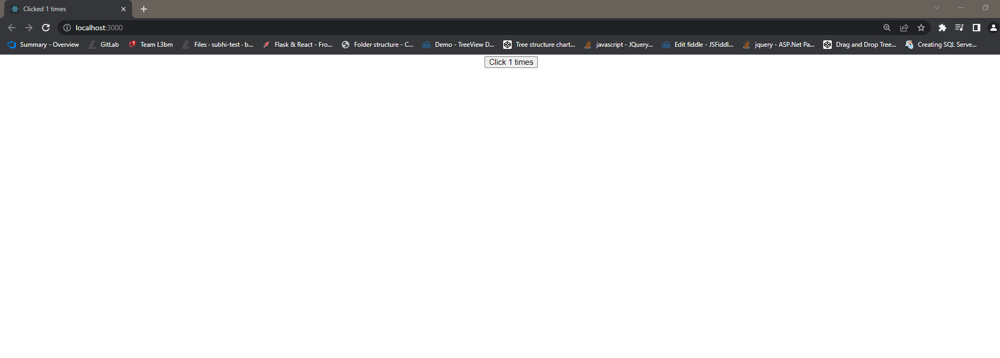 Clicked 1 times
localhost:3000
Summary - Overview GitLab 1 Team L3bm Files · subhi-test · b... Flask & React - Fro... Folder structure - C... Demo - TreeView D... Tree structure chart... javascript - JQuery... Edit fiddle - JSFiddl... jquery - ASP.Net Pa... Drag and Drop Tree... Creating SQL Serve...
Click 1 times